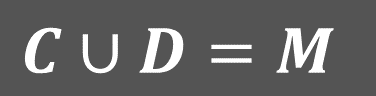 C ∪ D = M